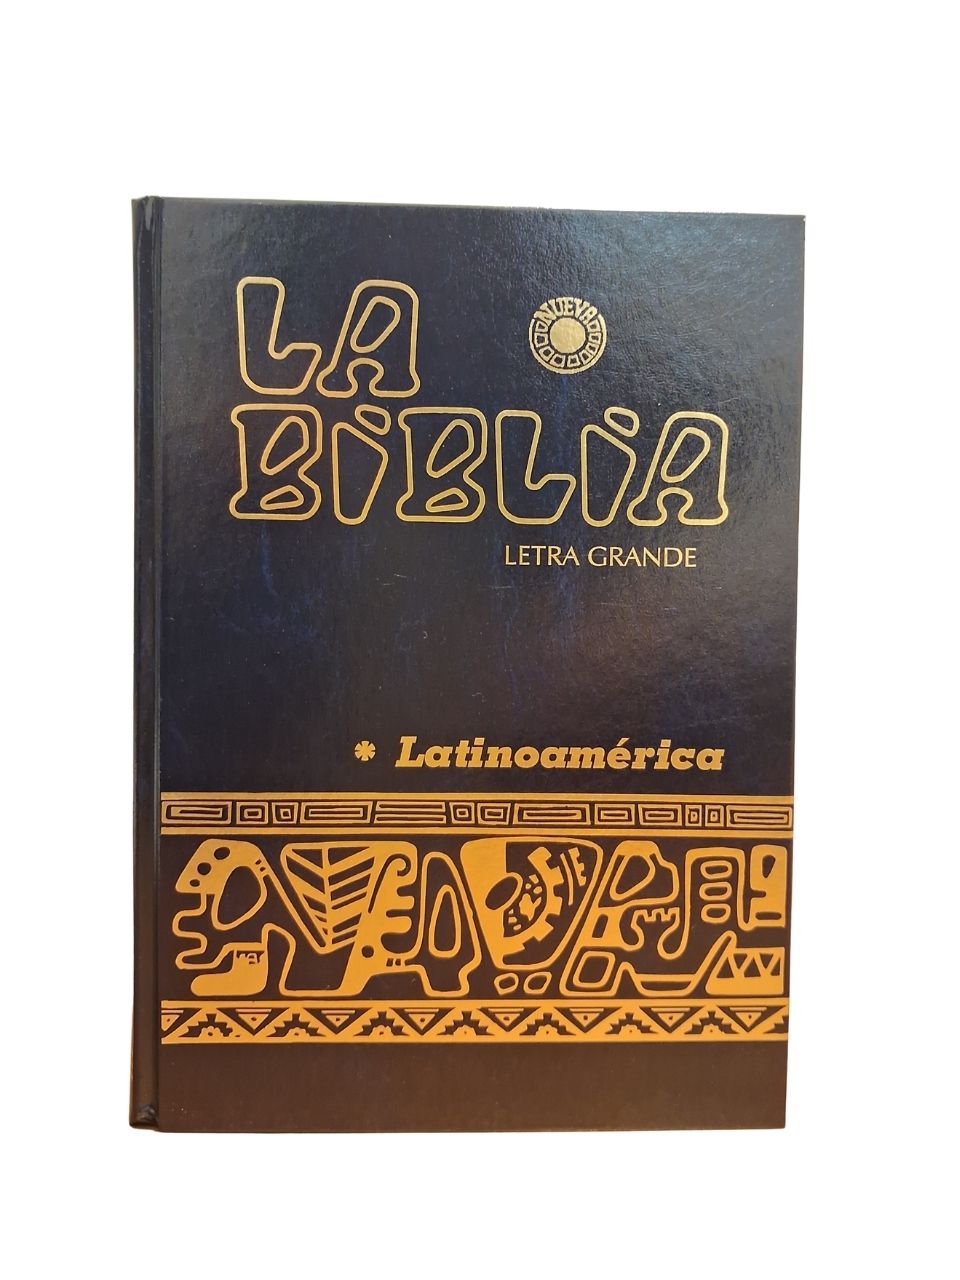 LA
NUEVA
BIBLIA
LETRA GRANDE
* Latinoamérica